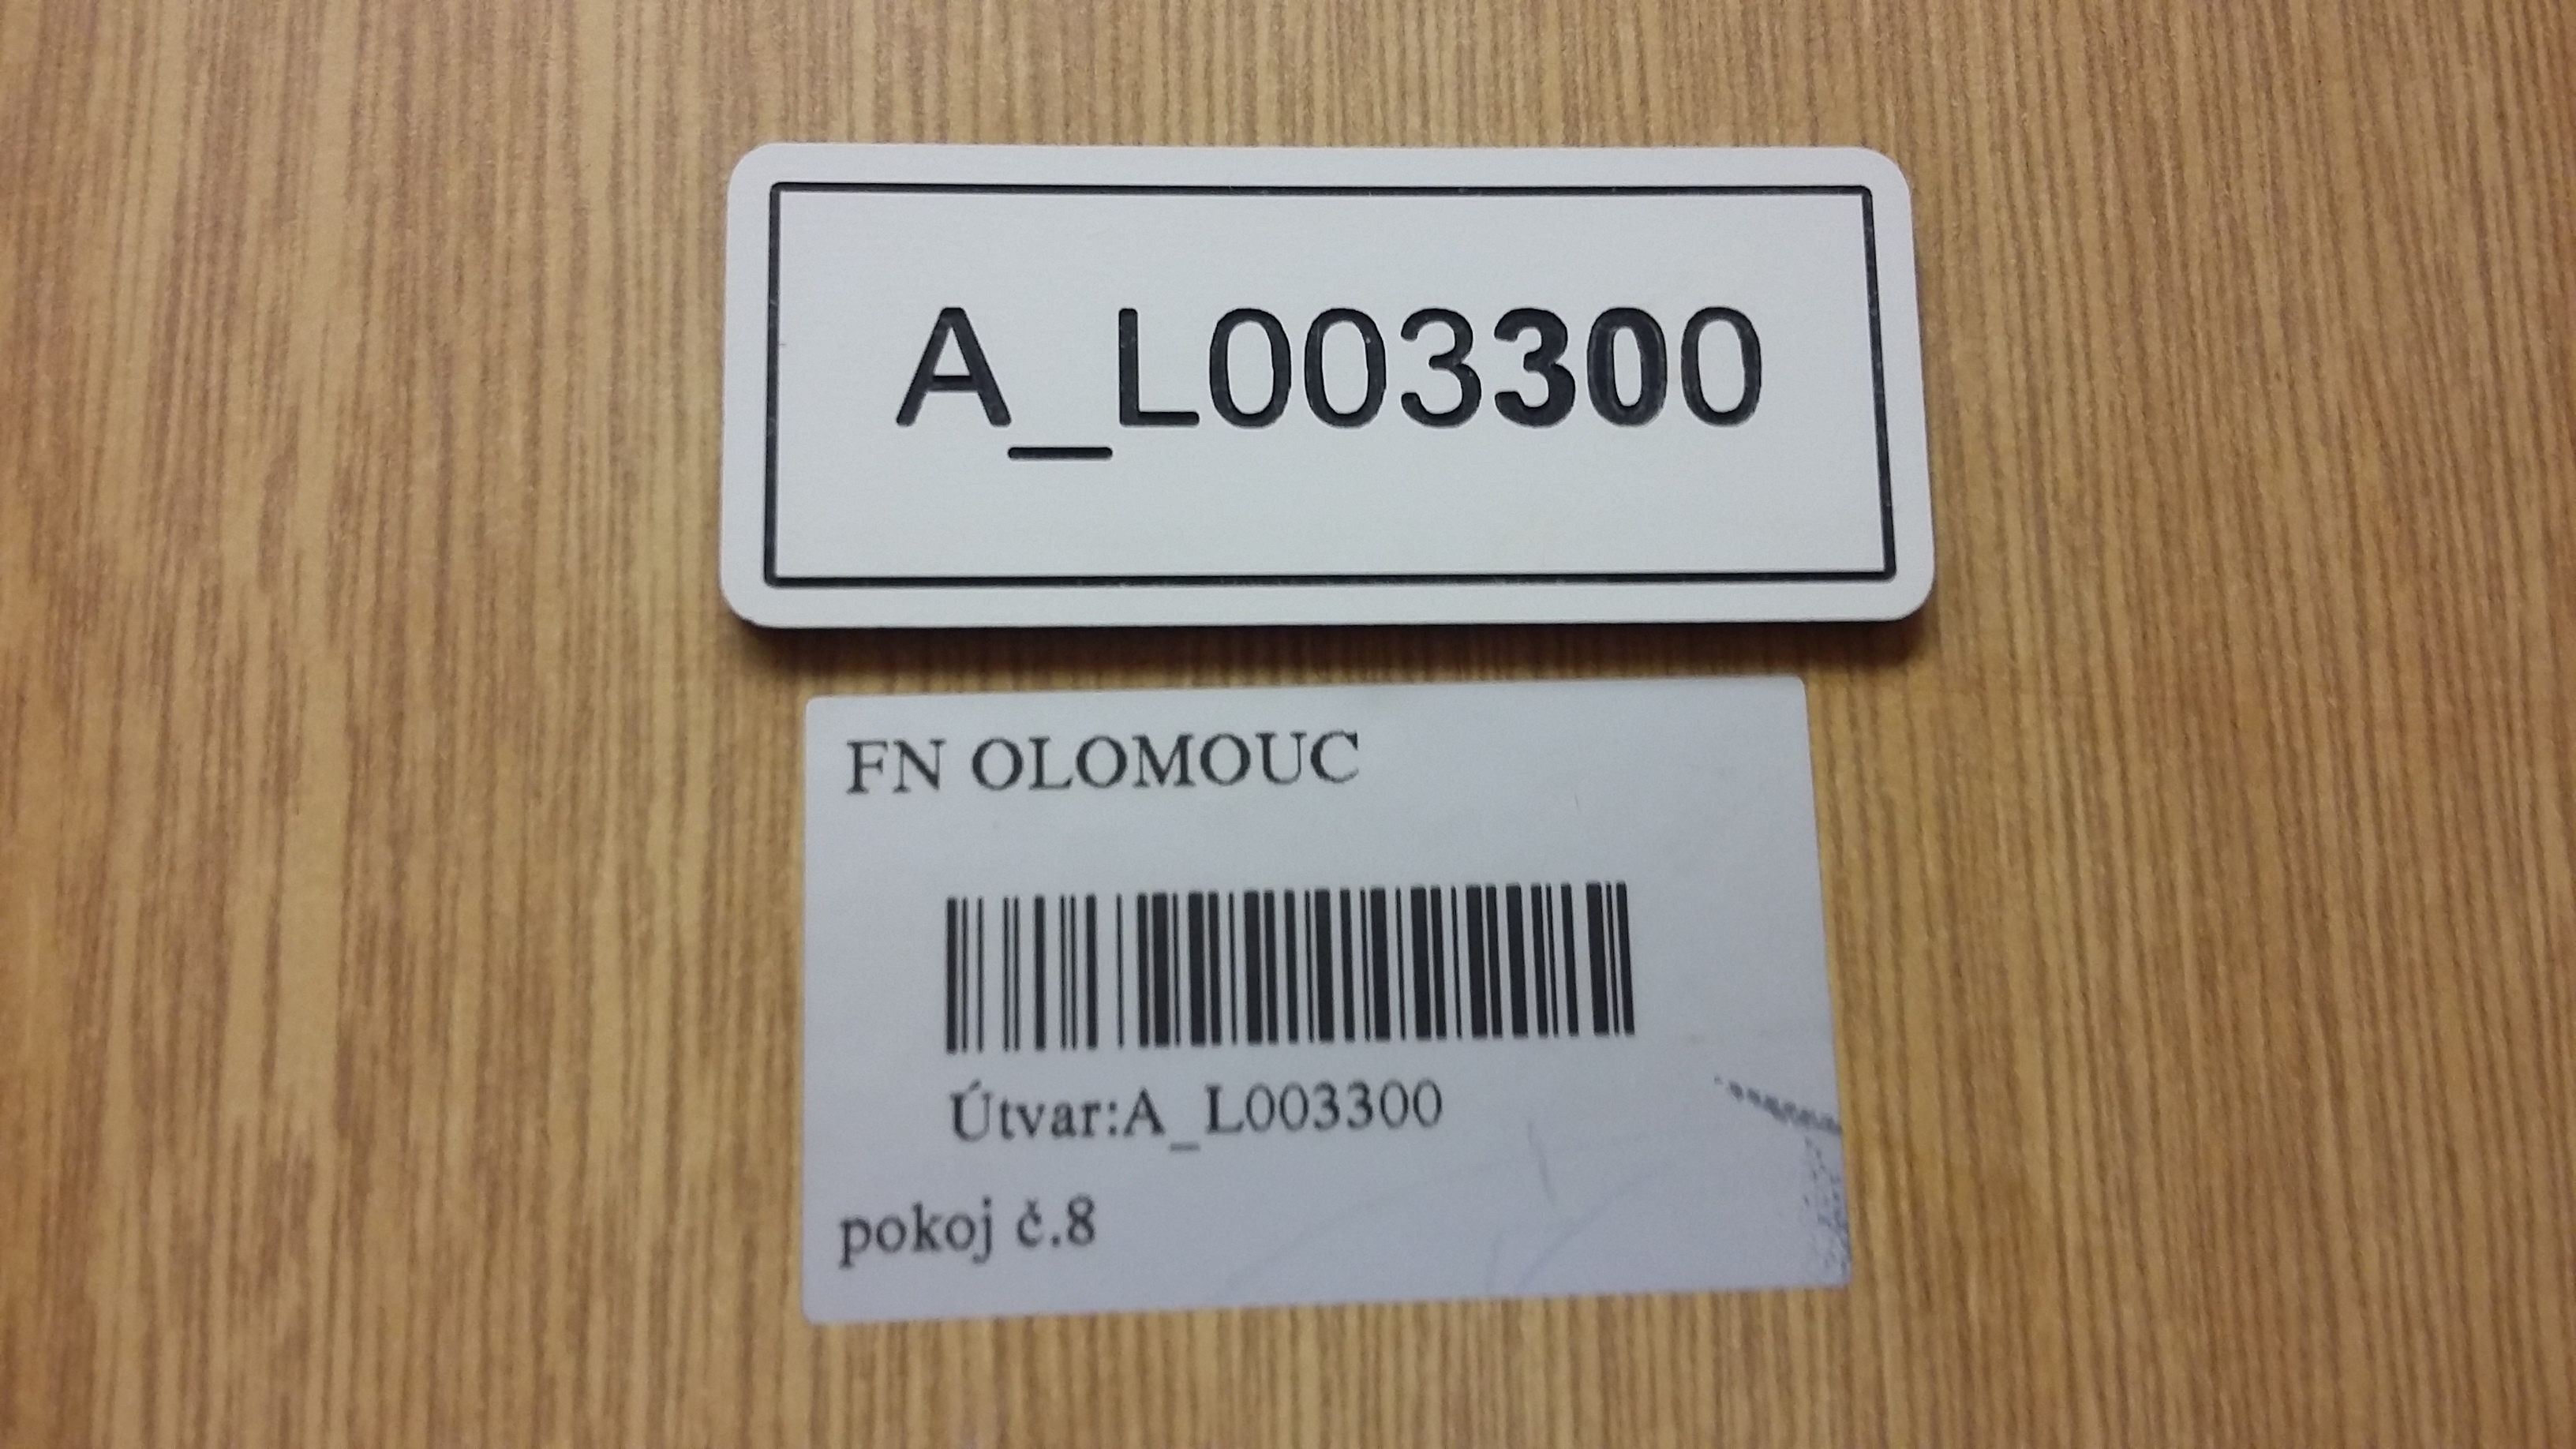 A_L003300
FN OLOMOUC
Útvar:A_L003300
pokoj č.8